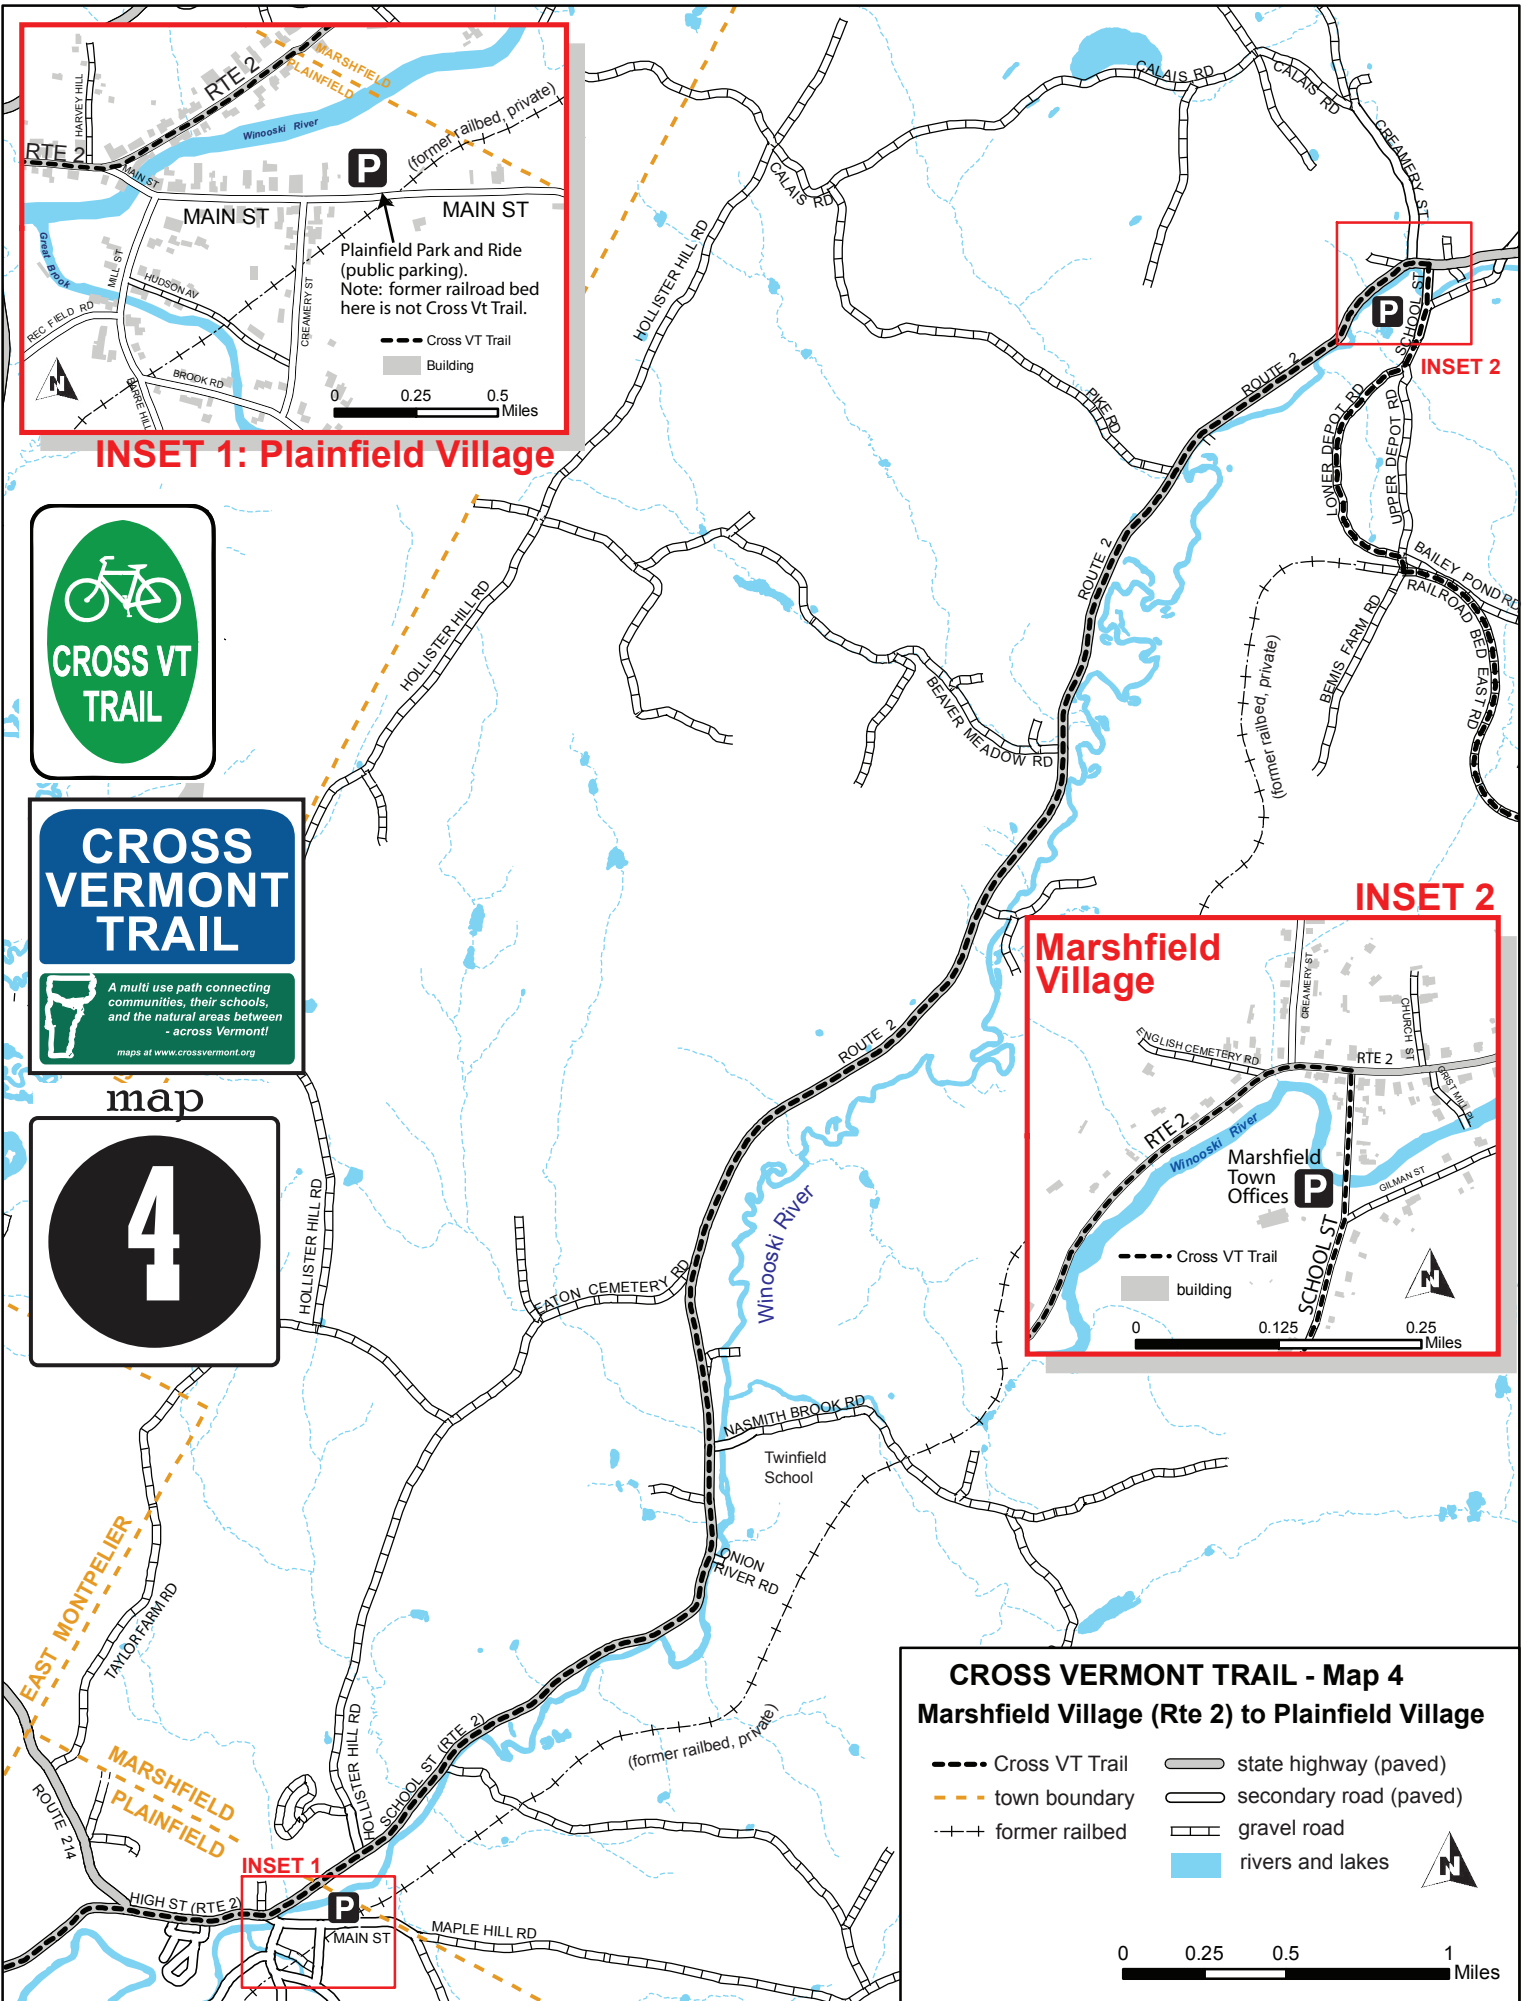 HARVEY HILL
RTE 2
MARSHFIELD
PLAINFIELD
Winooski River
(former railbed, private)
RTE 2
MAIN ST
P
MAIN ST
MAIN ST
Great Brook
MILL ST
HUDSON AV
CREAMERY ST
REC FIELD RD
BROOK RD
BARRE HILL
Plainfield Park and Ride
(public parking).
Note: former railroad bed
here is not Cross Vt Trail.
Cross VT Trail
Building
N
0 0.25 0.5
Miles
INSET 1: Plainfield Village
CALAIS RD
CALAIS RD
CREAMERY ST
CALAIS RD
HOLLISTER HILL RD
P
SCHOOL ST
INSET 2
ROUTE 2
PIKE RD
LOWER DEPOT RD
UPPER DEPOT RD
BAILEY POND RD
RAILROAD BED EAST RD
BEMIS FARM RD
(former railbed, private)
ROUTE 2
HOLLISTER HILL RD
BEAVER MEADOW RD
CROSS VT
TRAIL
CROSS
VERMONT
TRAIL
A multi use path connecting
communities, their schools,
and the natural areas between
- across Vermont!
maps at www.crossvermont.org
map
4
ROUTE 2
INSET 2
Marshfield
Village
CREAMERY ST
CHURCH ST
ENGLISH CEMETERY RD
RTE 2
GRIST MILL PL
RTE 2
Winooski River
Marshfield
Town
Offices
P
GILMAN ST
SCHOOL ST
Cross VT Trail
building
N
0 0.125 0.25
Miles
HOLLISTER HILL RD
Winooski River
EATON CEMETERY RD
NASMITH BROOK RD
Twinfield
School
ONION
RIVER RD
EAST MONTPELIER
TAYLOR FARM RD
MARSHFIELD
PLAINFIELD
ROUTE 214
HOLLISTER HILL RD
SCHOOL ST (RTE 2)
(former railbed, private)
INSET 1
HIGH ST (RTE 2)
P
MAIN ST
MAPLE HILL RD
CROSS VERMONT TRAIL - Map 4
Marshfield Village (Rte 2) to Plainfield Village
Cross VT Trail
town boundary
former railbed
state highway (paved)
secondary road (paved)
gravel road
rivers and lakes
N
0 0.25 0.5 1
Miles